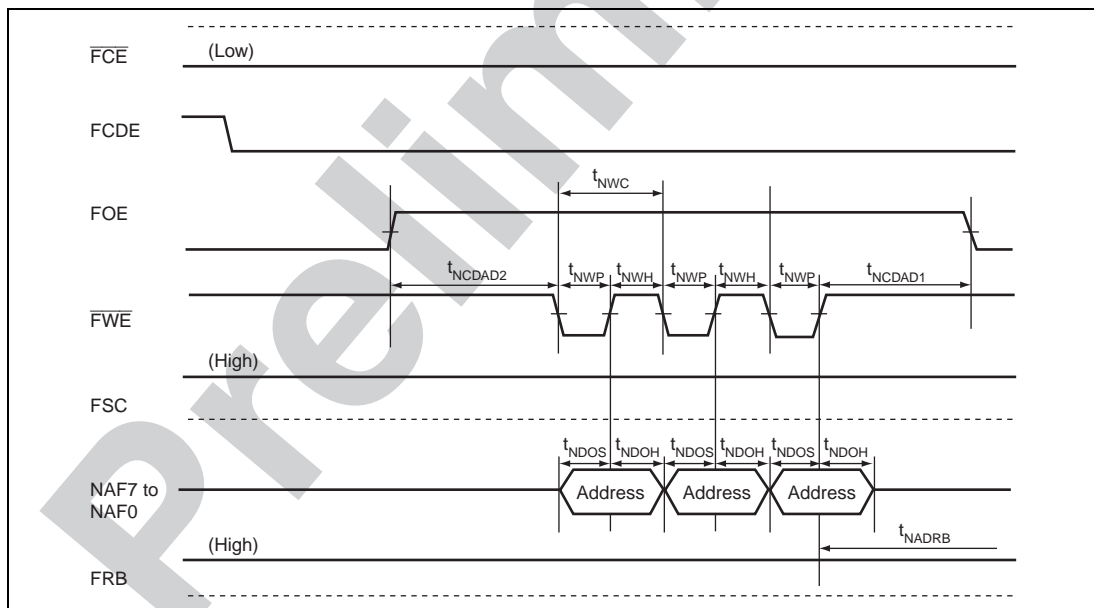 FCE (Low)
FCDE
tNWC
FOE
tNCDAD2 tNWP tNWH tNWP tNWH tNWP tNCDAD1
FWE
(High)
FSC
tNDOS tNDOH tNDOS tNDOH tNDOS tNDOH
NAF7 to
NAF0
Address Address Address
(High)
tNADRB
FRB
Prelim